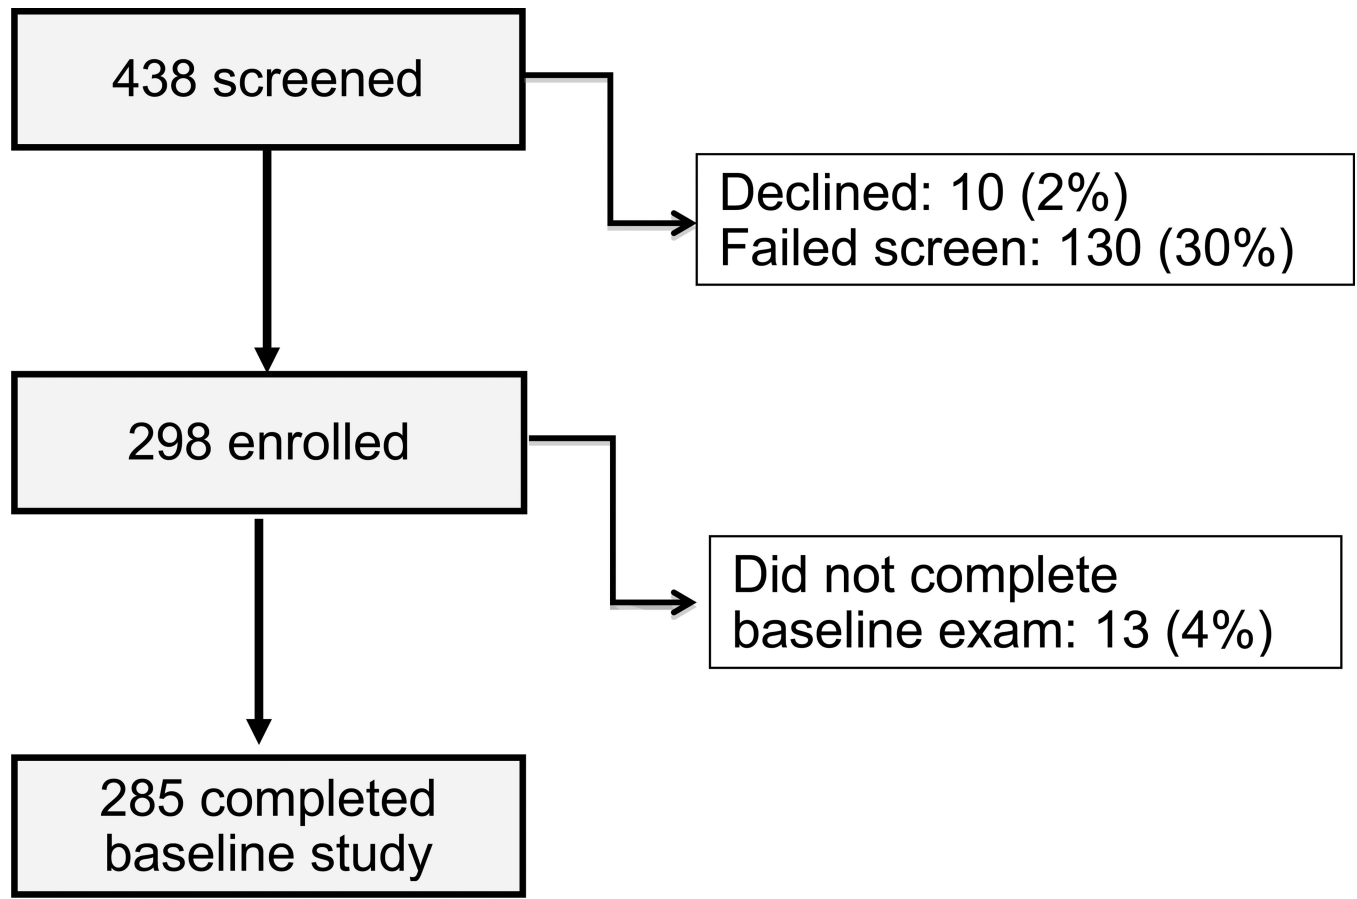 438 screened
Declined: 10 (2%)
Failed screen: 130 (30%)
298 enrolled
Did not complete
baseline exam: 13 (4%)
285 completed
baseline study